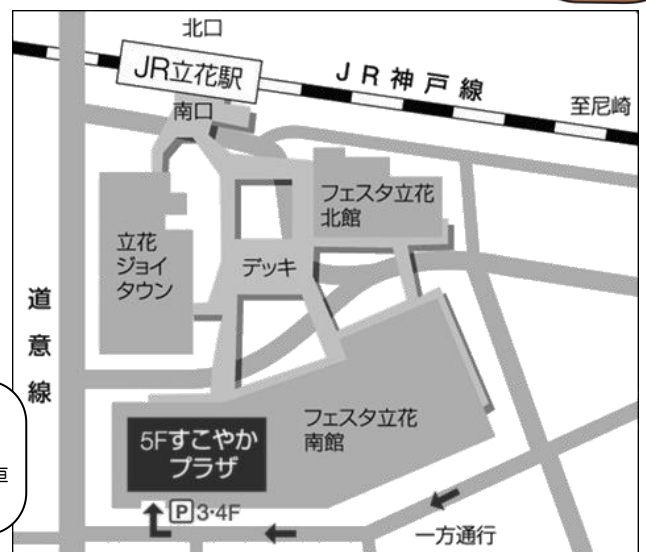 北口
JR立花駅
JR神戸線
至尼崎
南口
フェスタ立花
北館
立花
ジョイ
タウン
デッキ
道意線
フェスタ立花
南館
5Fすこやか
プラザ
P3・4F
一方通行